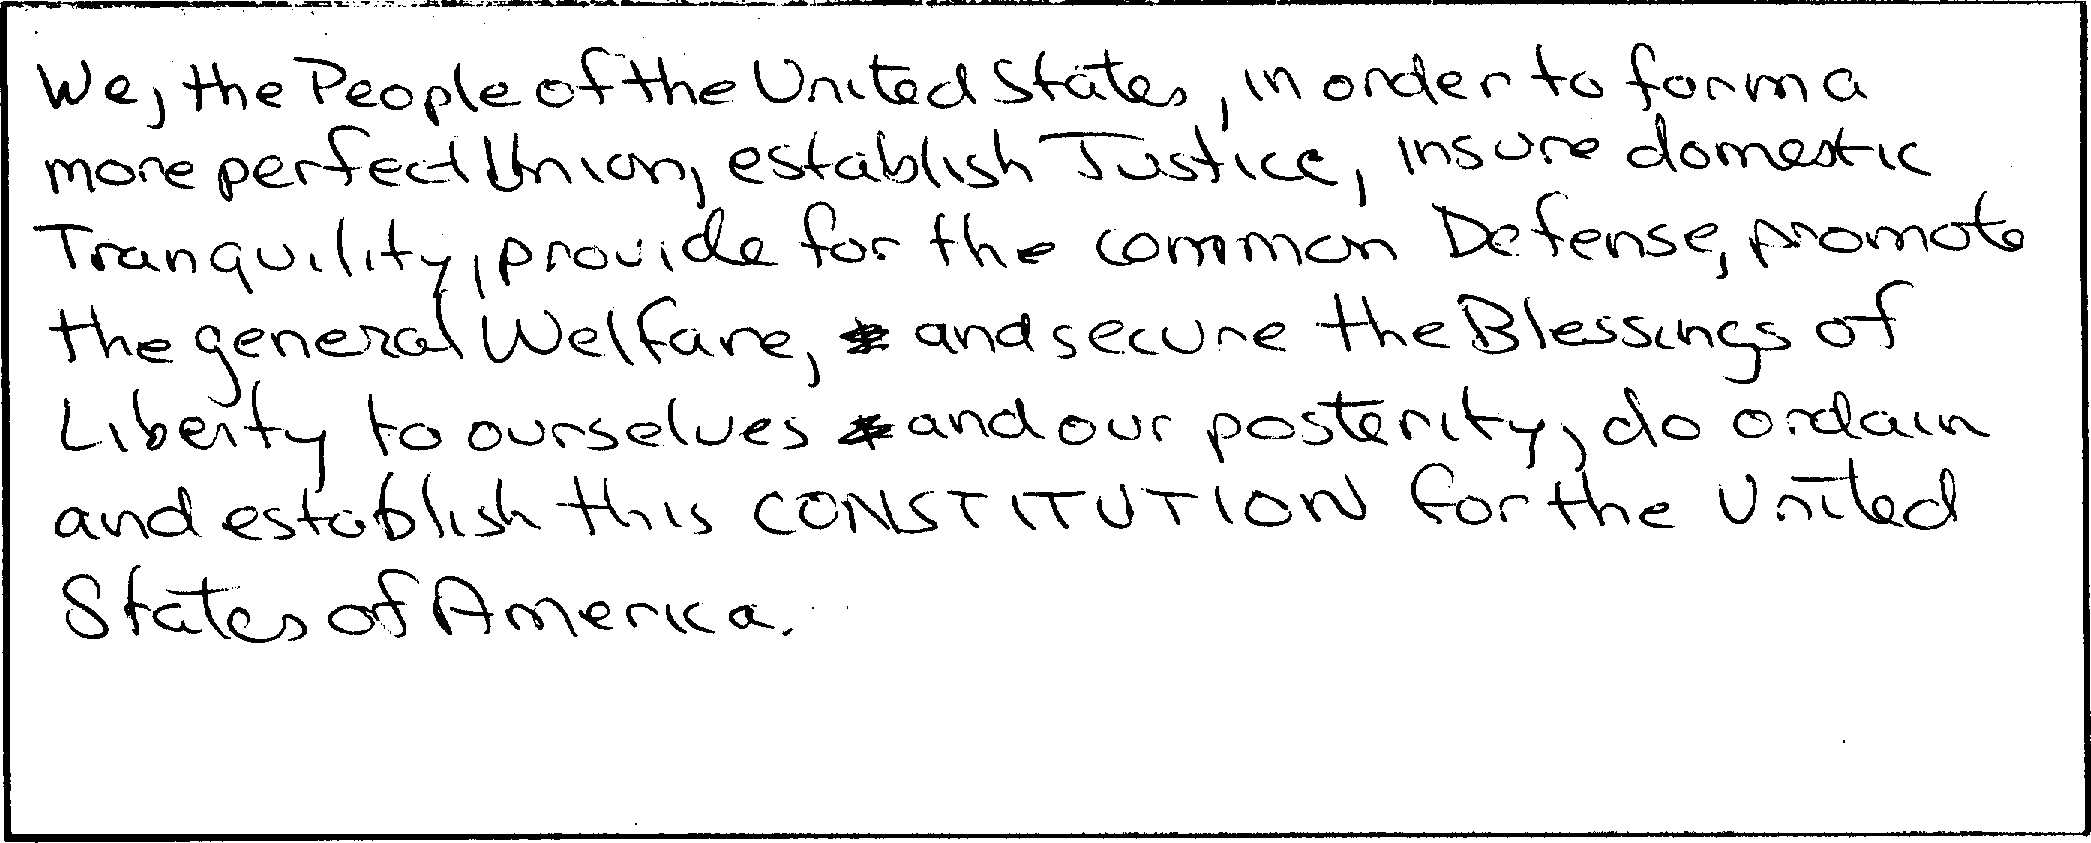 We, the People of the United States, in order to form a
more perfect Union, establish Justice, insure domestic
Tranquility, provide for the common Defense, promote
the general Welfare, and secure the Blessings of
Liberty to ourselves and our posterity, do ordain
and establish this CONSTITUTION for the United
States of America.